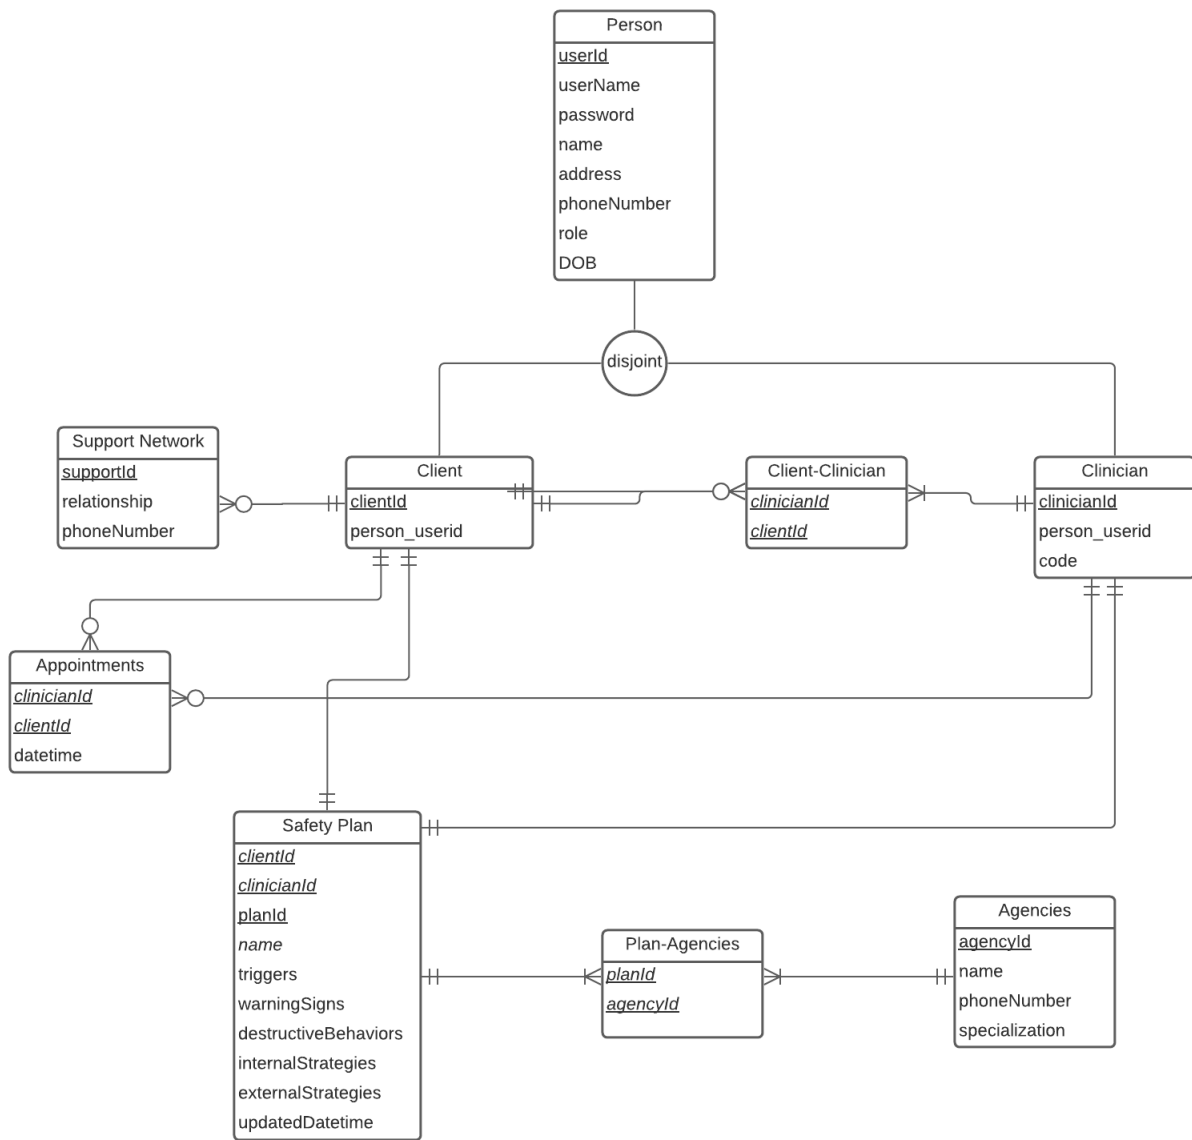 Person
userId
userName
password
name
address
phoneNumber
role
DOB
disjoint
Support Network
supportId
relationship
phoneNumber
Client
clientId
person_userid
Client-Clinician
clinicianId
clientId
Clinician
clinicianId
person_userid
code
Appointments
clinicianId
clientId
datetime
Safety Plan
clientId
clinicianId
planId
name
triggers
warningSigns
destructiveBehaviors
internalStrategies
externalStrategies
updatedDatetime
Plan-Agencies
planId
agencyId
Agencies
agencyId
name
phoneNumber
specialization